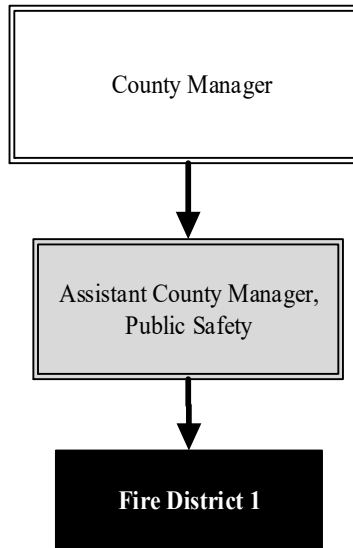 County Manager
Assistant County Manager,
Public Safety
Fire District 1